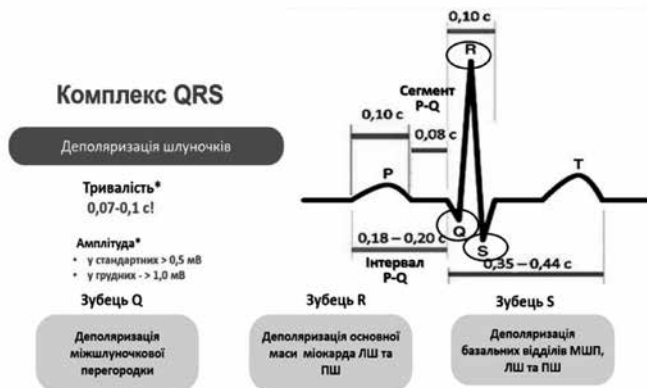 Комплекс QRS
Деполяризація шлуночків
Тривалість*
0,07-0,1 с!
Амплітуда*
• у стандартних > 0,5 мВ
• у грудних - > 1,0 мВ
0,10 с
R
Сегмент
P-Q
0,10 с
0,08 с
P
T
Q
S
0,18 – 0,20 с
Інтервал
P-Q
0,35 – 0,44 с
Зубець Q
Зубець R
Зубець S
Деполяризація
міжшлуночкової
перегородки
Деполяризація основної
маси міокарда ЛШ та
ПШ
Деполяризація
базальних відділів МШП,
ЛШ та ПШ